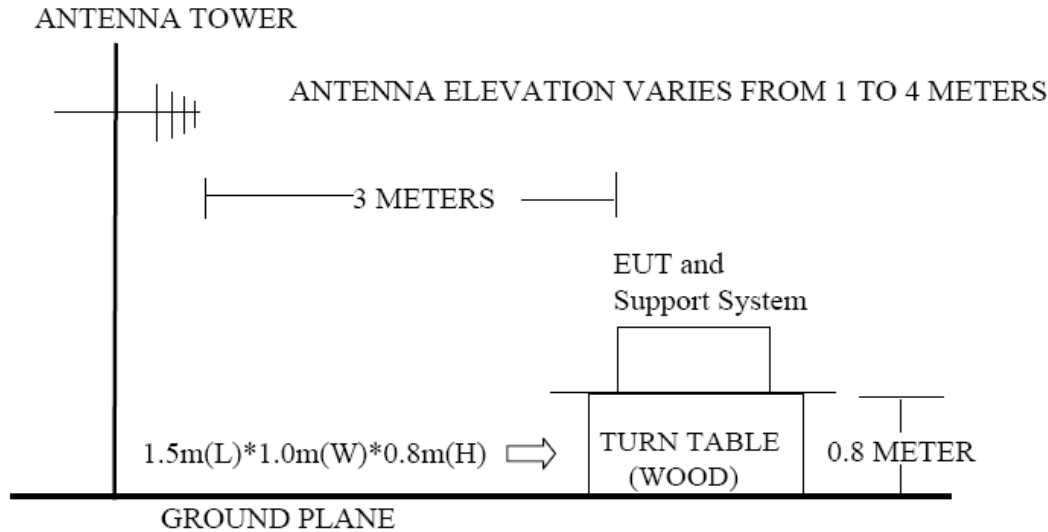 ANTENNA TOWER
ANTENNA ELEVATION VARIES FROM 1 TO 4 METERS
3 METERS
EUT and
Support System
1.5m(L)*1.0m(W)*0.8m(H)
TURN TABLE
(WOOD)
0.8 METER
GROUND PLANE